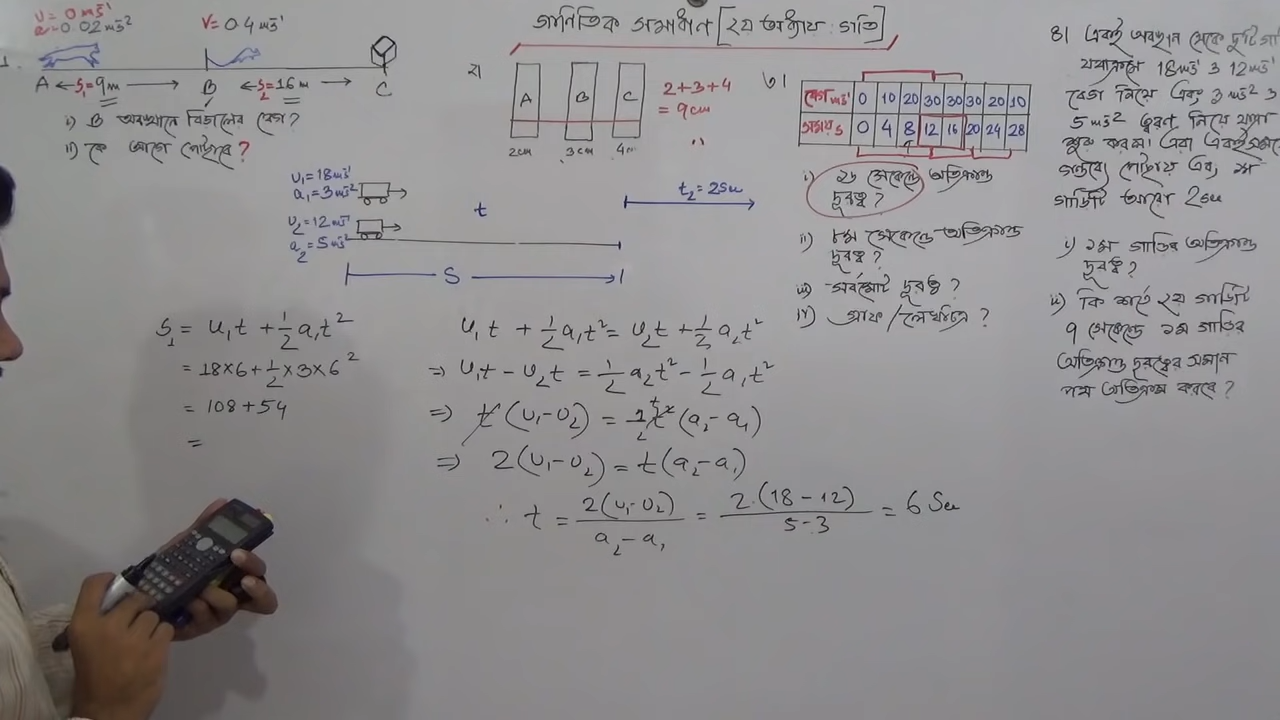 গানিতিক সমাধান [২য় অধ্যায় : গতি]
1.
u = 0 ms⁻¹
a = 0.02 ms⁻²
v = 0.4 ms⁻¹
A ← s₁ = 9m → B ← s₂ = 16m → C
i) B অবস্থানে বিড়ালের বেগ?
ii) কে আগে পৌঁছাবে?
২।
A B C
2cm 3cm 4cm
2+3+4
= 9cm
৩।
বেগ ms⁻¹ 0 10 20 30 30 30 20 10
সময় s 0 4 8 12 16 20 24 28
i) ২৮ সেকেন্ডে অতিক্রান্ত
দূরত্ব?
ii) ৮ম সেকেন্ডে অতিক্রান্ত
দূরত্ব?
iii) সর্বমোট দূরত্ব?
iv) গ্রাফ / লেখচিত্র?
৪। একই অবস্থান থেকে দুটি
যথাক্রমে 18ms⁻¹ ও 12ms⁻¹
বেগ নিয়ে এবং 3ms⁻² ও
5ms⁻² ত্বরণ নিয়ে যাত্রা
শুরু করল। এরা একই
গন্তব্যে পৌঁছায় এবং ১ম
গাড়িটি আরো 2sec
i) ১ম গাড়ির অতিক্রান্ত
দূরত্ব?
ii) কি শর্তে ২য় গাড়িটি
৭ সেকেন্ডে ১ম গাড়ির
অতিক্রান্ত দূরত্বের সমান
পথ অতিক্রম করবে?
u₁ = 18ms⁻¹
a₁ = 3ms⁻²
u₂ = 12ms⁻¹
a₂ = 5ms⁻²
t
t₂ = 2sec
S
s₁ = u₁t + ½a₁t²
= 18×6 + ½×3×6²
= 108+54
=
u₁t + ½a₁t² = u₂t + ½a₂t²
⇒ u₁t - u₂t = ½a₂t² - ½a₁t²
⇒ t(u₁-u₂) = ½t²(a₂-a₁)
⇒ 2(u₁-u₂) = t(a₂-a₁)
∴ t = 2(u₁-u₂)/(a₂-a₁) = 2.(18-12)/(5-3) = 6 Sec